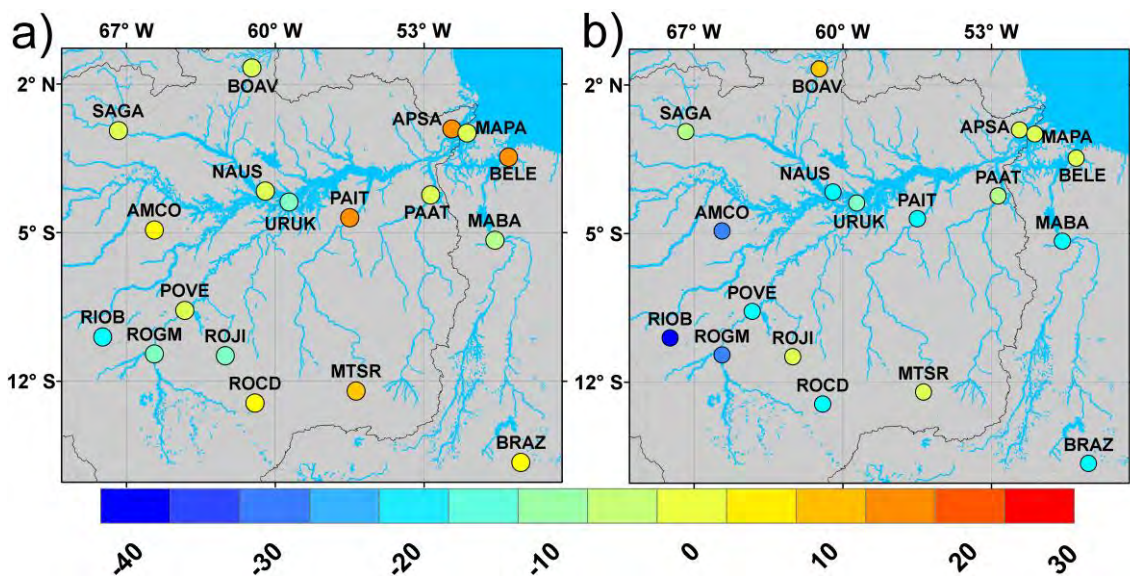 a)
67° W 60° W 53° W
2° N
5° S
12° S
BOAV
SAGA
APSA MAPA
BELE
NAUS
URUK
PAIT
PAAT
AMCO
MABA
POVE
RIOB
ROGM ROJI
ROCD
MTSR
BRAZ
b)
67° W 60° W 53° W
2° N
5° S
12° S
BOAV
SAGA
APSA MAPA
BELE
NAUS
URUK
PAIT
PAAT
AMCO
MABA
POVE
RIOB
ROGM ROJI
ROCD
MTSR
BRAZ
-40 -30 -20 -10 0 10 20 30